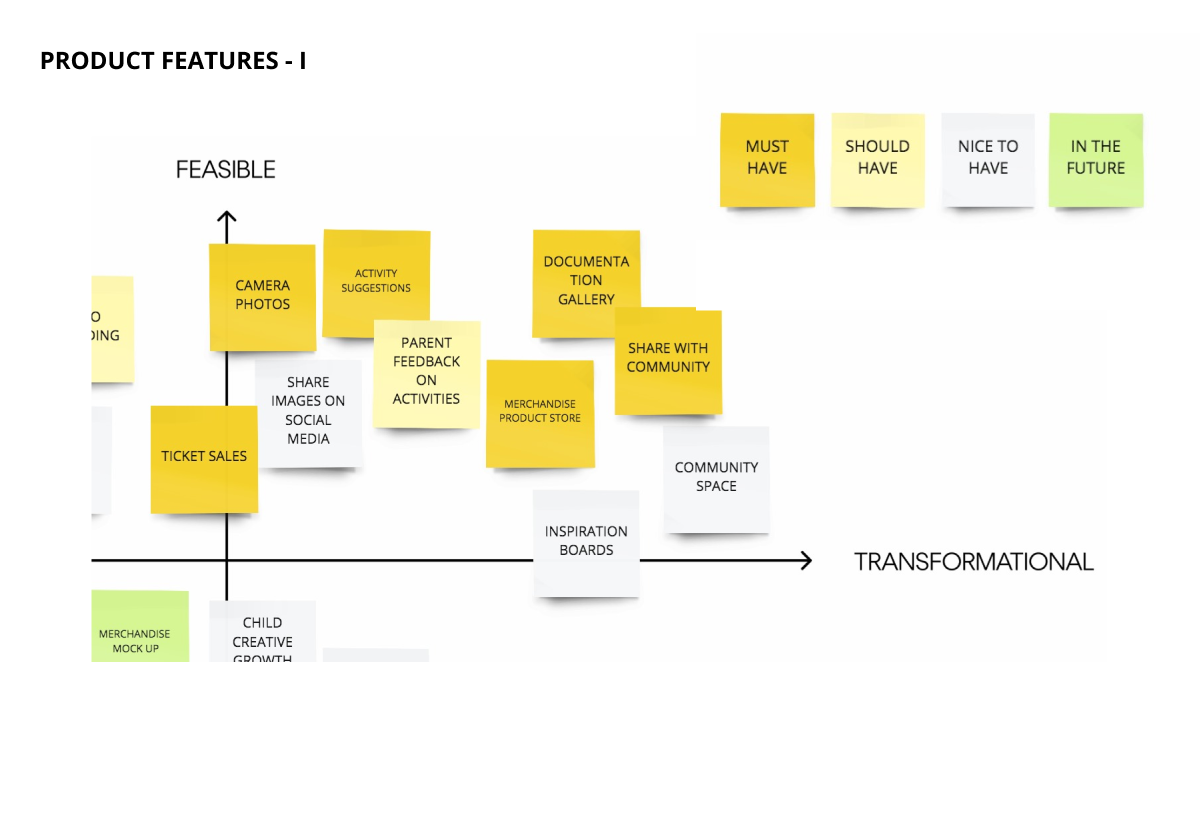 PRODUCT FEATURES - I
MUST
HAVE
SHOULD
HAVE
NICE TO
HAVE
IN THE
FUTURE
FEASIBLE
CAMERA
PHOTOS
ACTIVITY
SUGGESTIONS
DOCUMENTA
TION
GALLERY
PARENT
FEEDBACK
ON
ACTIVITIES
SHARE WITH
COMMUNITY
SHARE
IMAGES ON
SOCIAL
MEDIA
MERCHANDISE
PRODUCT STORE
TICKET SALES
COMMUNITY
SPACE
INSPIRATION
BOARDS
TRANSFORMATIONAL
MERCHANDISE
MOCK UP
CHILD
CREATIVE
GROWTH